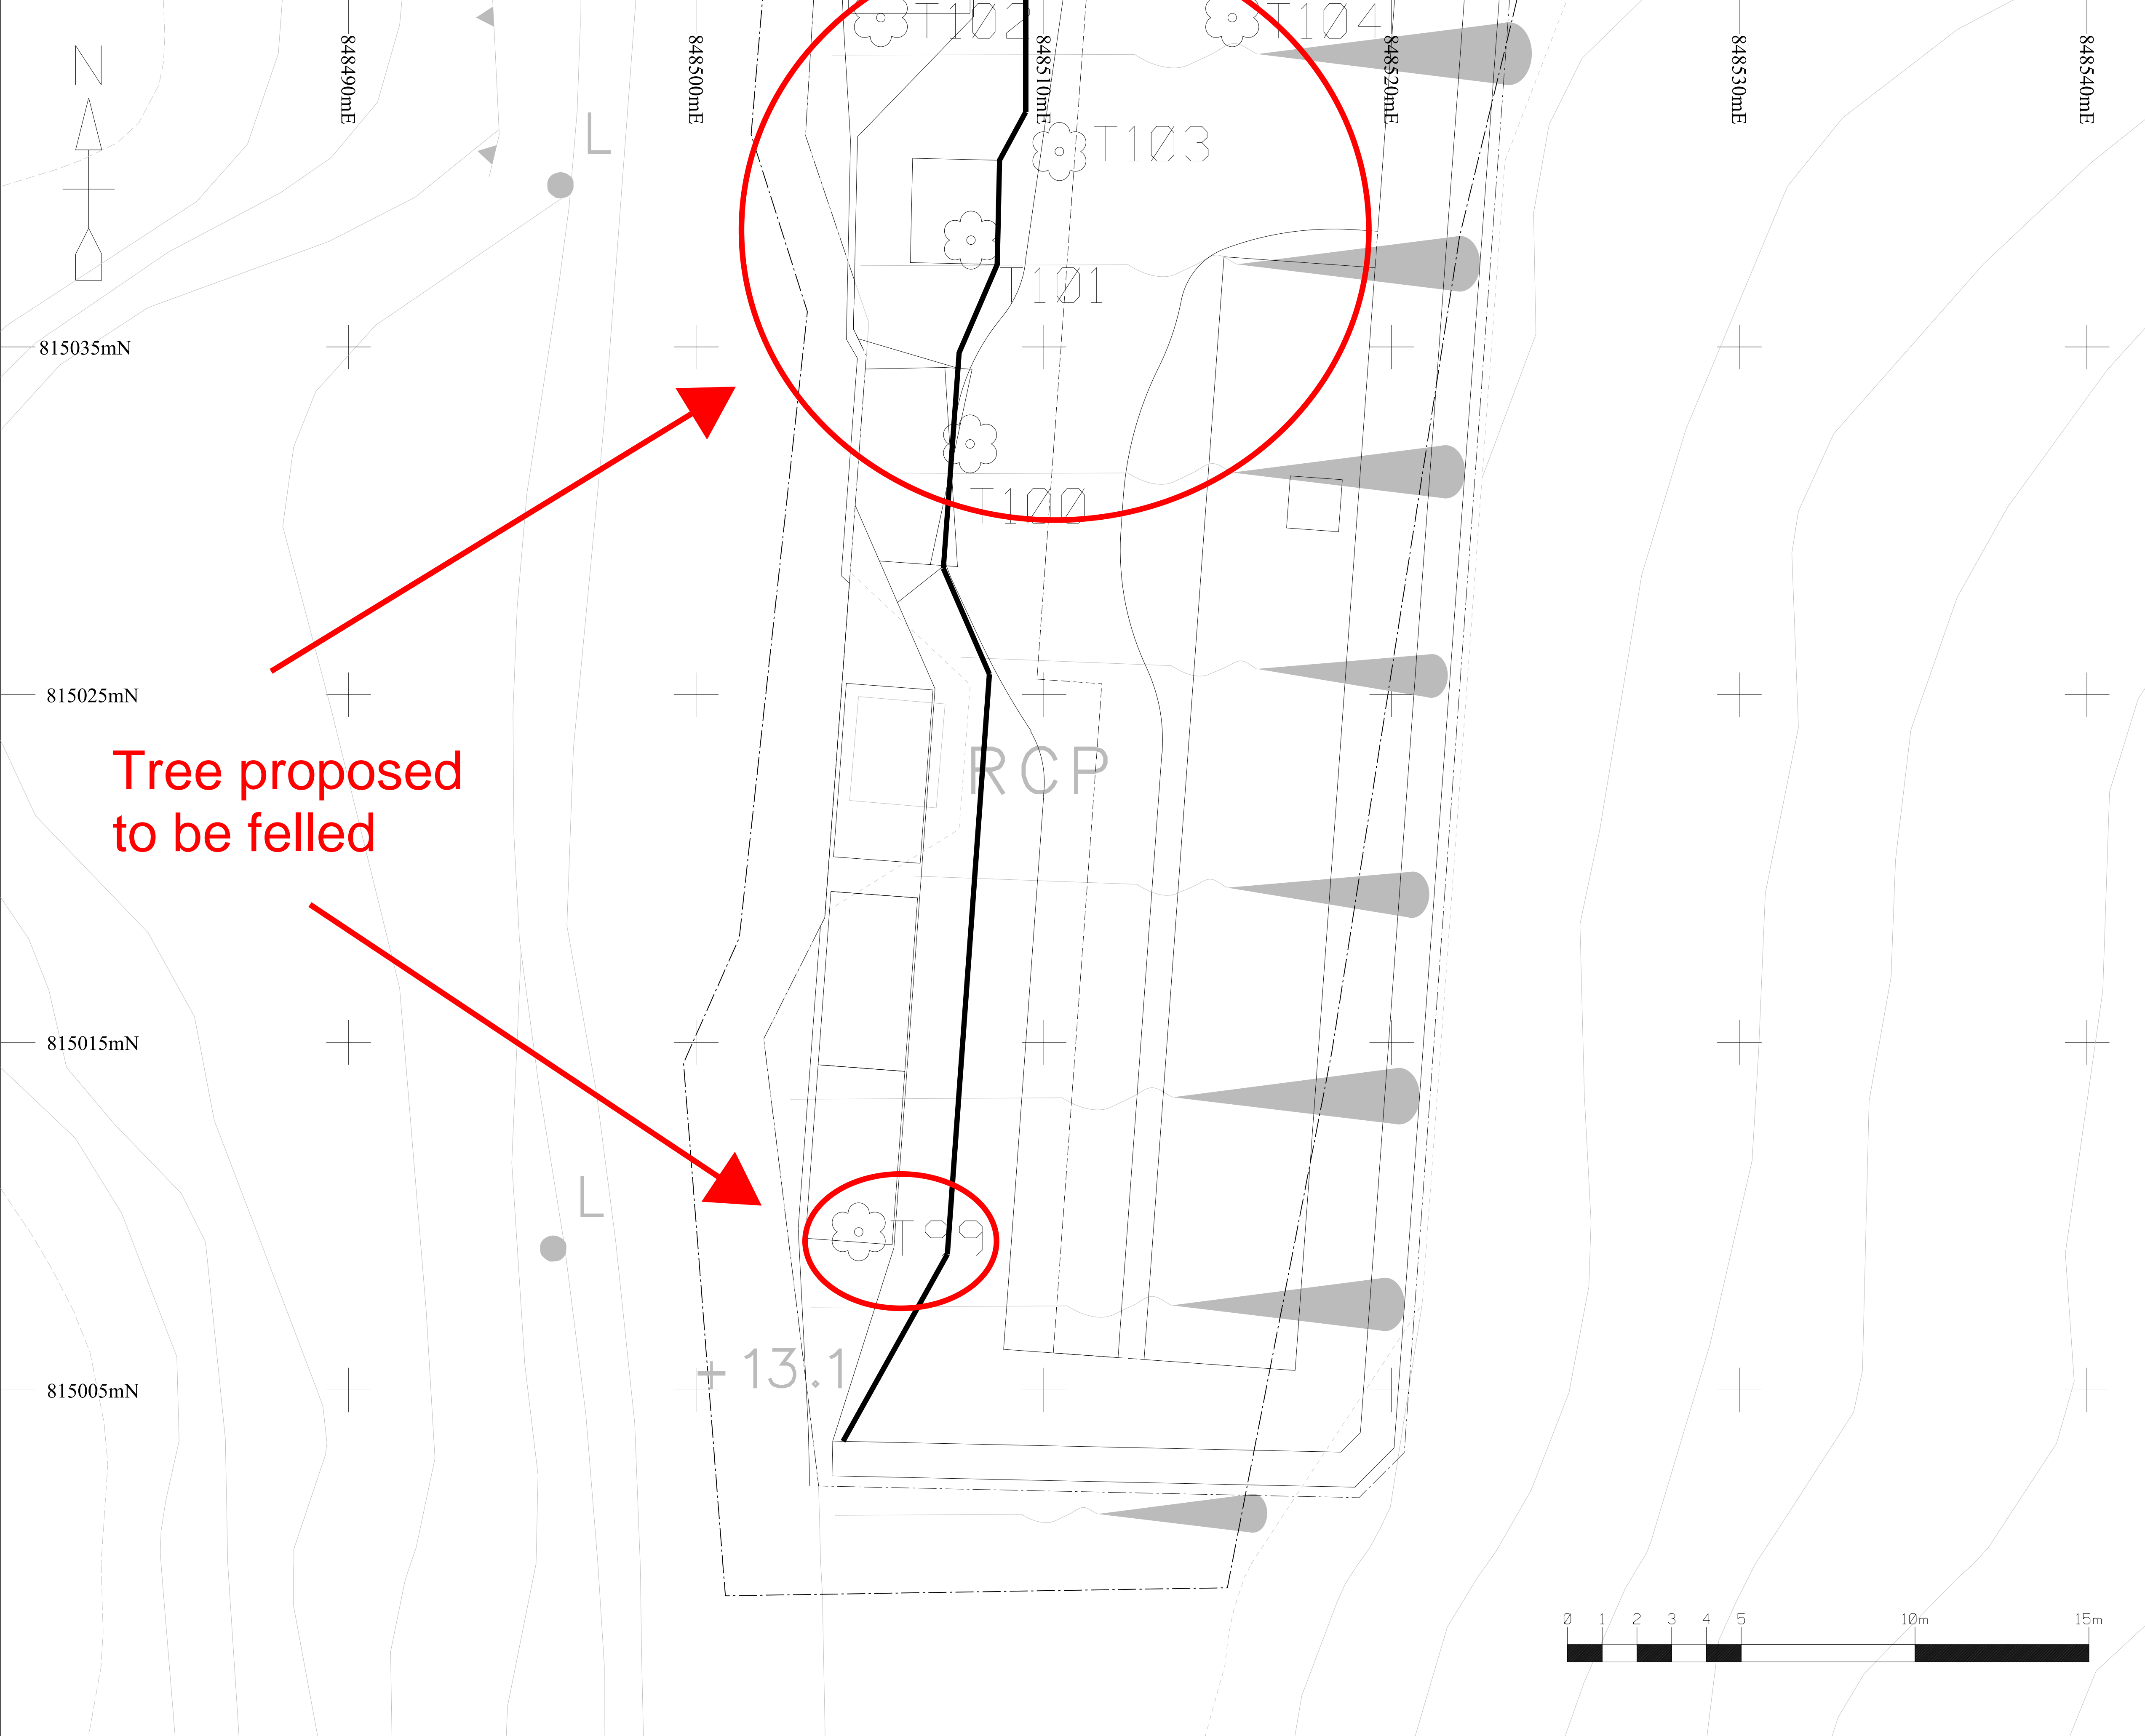 T102
T104
848490mE
848500mE
848510mE
848520mE
848530mE
848540mE
N
L
T103
T101
815035mN
T100
815025mN
RCP
Tree proposed
to be felled
815015mN
L
T99
+13.1
815005mN
0 1 2 3 4 5 10m 15m